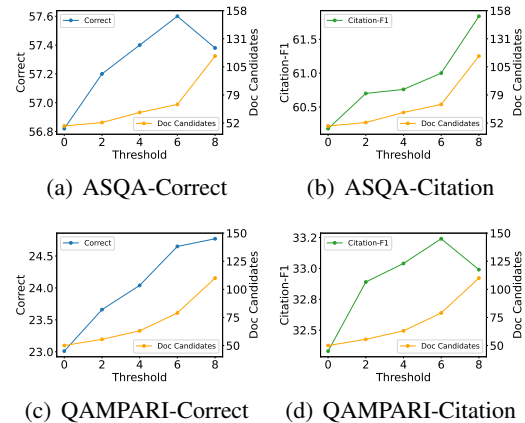 57.6
57.4
57.2
57.0
56.8
Correct
158
131
105
79
52
Doc Candidates
Correct
Doc Candidates
0 2 4 6 8
Threshold
(a) ASQA-Correct
61.5
61.0
60.5
Citation-F1
158
131
105
79
52
Doc Candidates
Citation-F1
Doc Candidates
0 2 4 6 8
Threshold
(b) ASQA-Citation
24.5
24.0
23.5
23.0
Correct
150
125
100
75
50
Doc Candidates
Correct
Doc Candidates
0 2 4 6 8
Threshold
(c) QAMPARI-Correct
33.2
33.0
32.8
32.5
Citation-F1
150
125
100
75
50
Doc Candidates
Citation-F1
Doc Candidates
0 2 4 6 8
Threshold
(d) QAMPARI-Citation